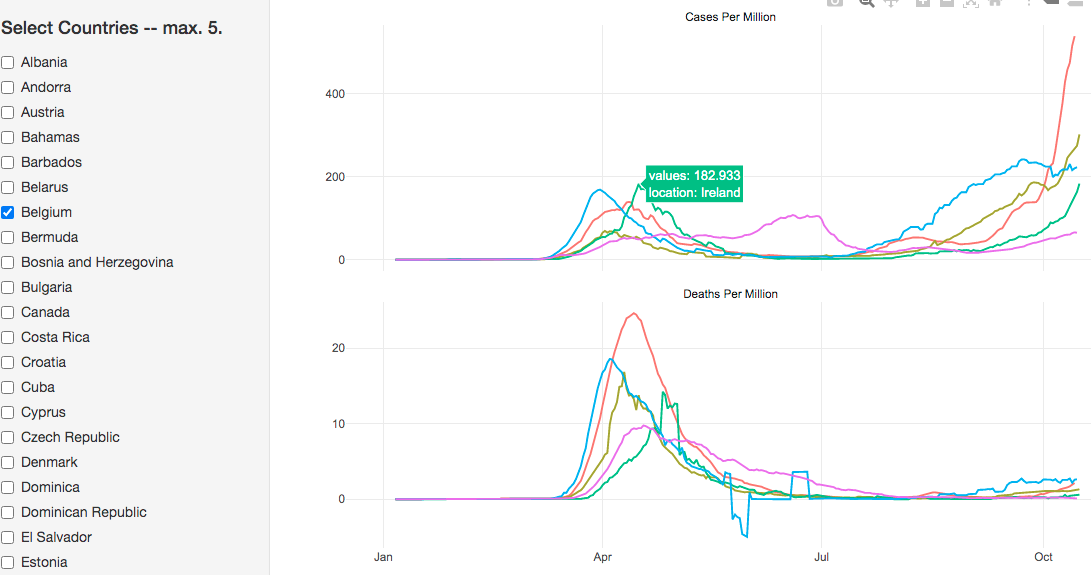 Select Countries -- max. 5.
Albania
Andorra
Austria
Bahamas
Barbados
Belarus
Belgium
Bermuda
Bosnia and Herzegovina
Bulgaria
Canada
Costa Rica
Croatia
Cuba
Cyprus
Czech Republic
Denmark
Dominica
Dominican Republic
El Salvador
Estonia
Cases Per Million
400
200
0
values: 182.933
location: Ireland
Deaths Per Million
20
10
0
Jan
Apr
Jul
Oct